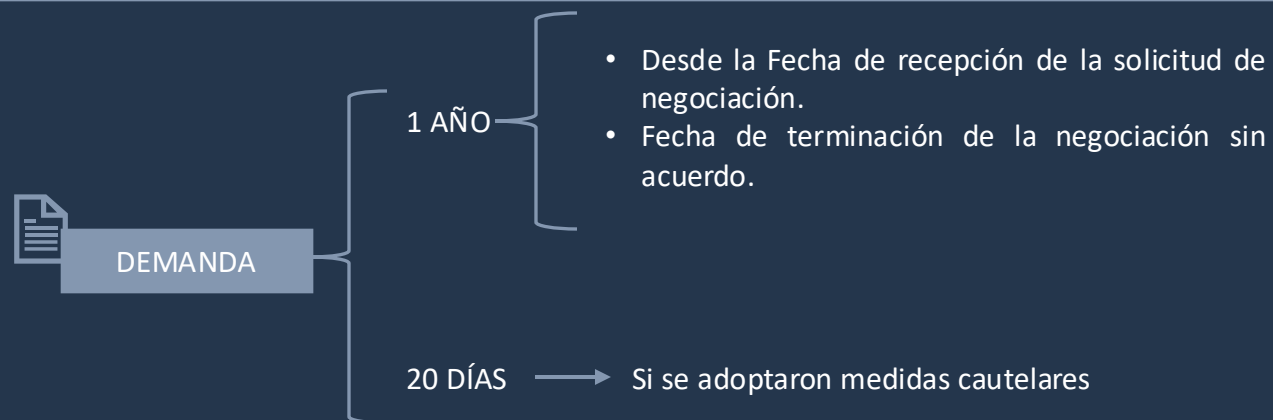 • Desde la Fecha de recepción de la solicitud de
negociación.
• Fecha de terminación de la negociación sin
acuerdo.
1 AÑO
DEMANDA
20 DÍAS
Si se adoptaron medidas cautelares